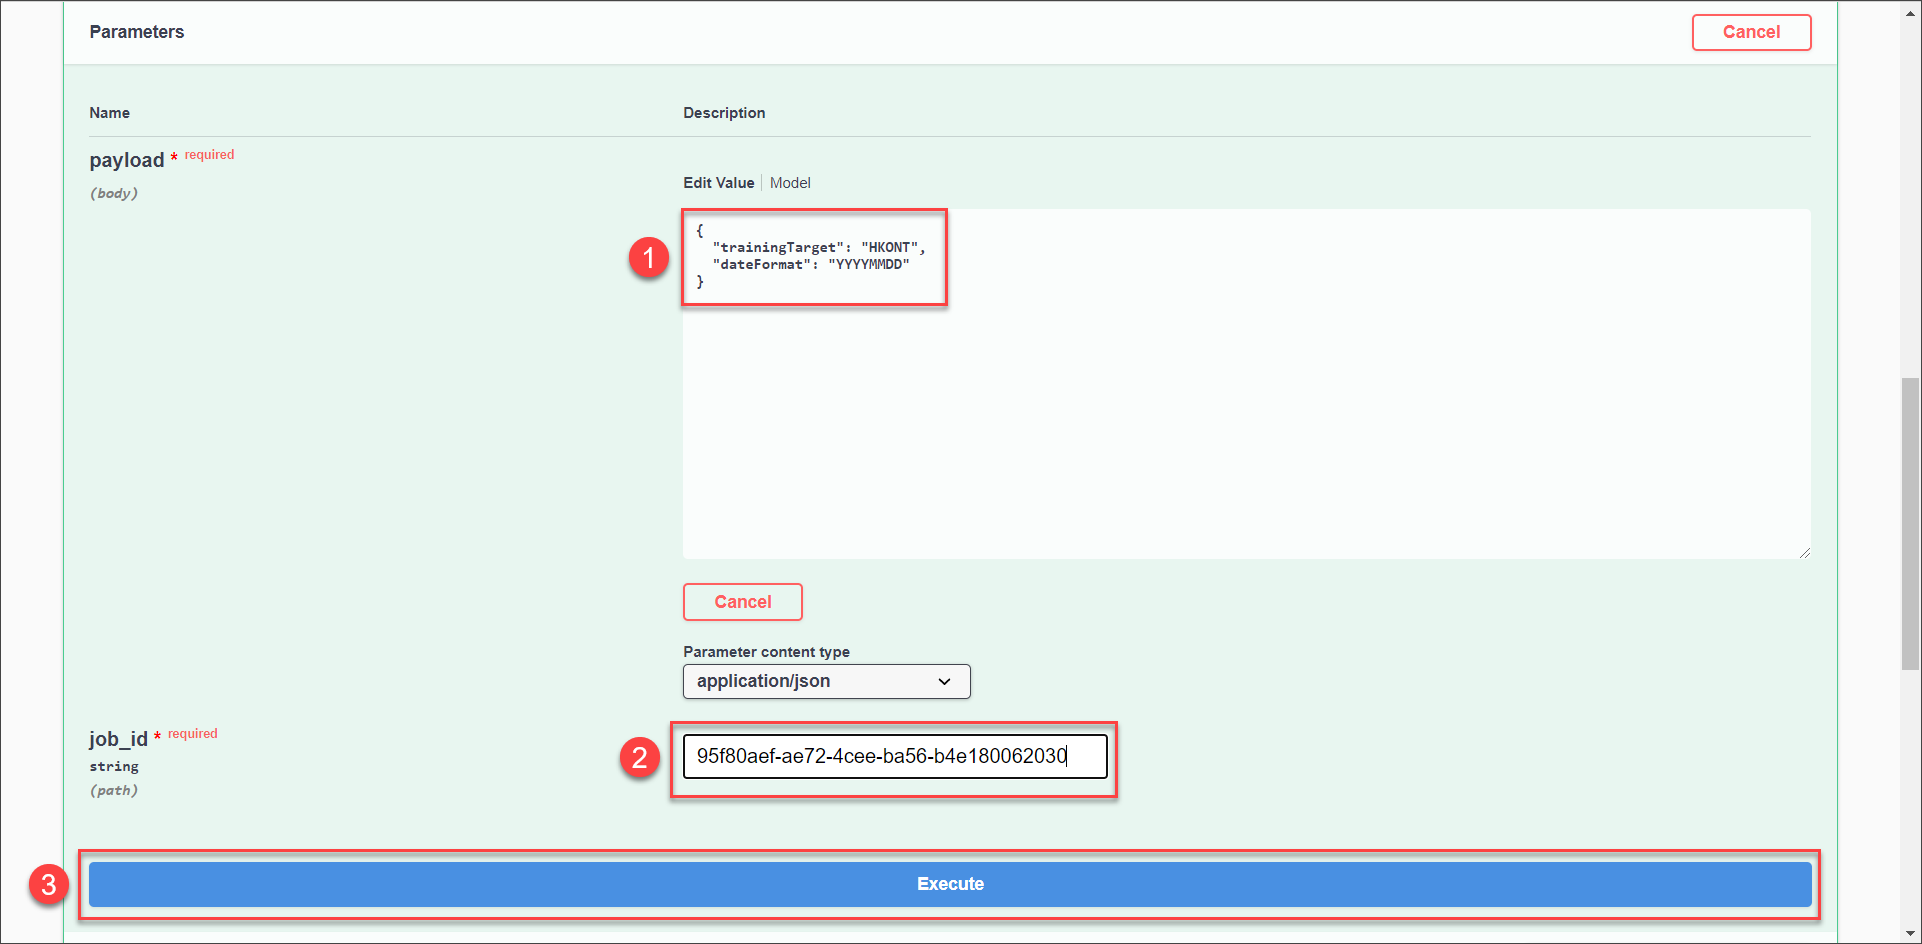 Parameters
Cancel
Name
Description
payload * required
(body)
Edit Value
Model
1
{
"trainingTarget": "HKONT",
"dateFormat": "YYYYMMDD"
}
Cancel
Parameter content type
application/json
job_id * required
string
(path)
2
95f80aef-ae72-4cee-ba56-b4e180062030
3
Execute